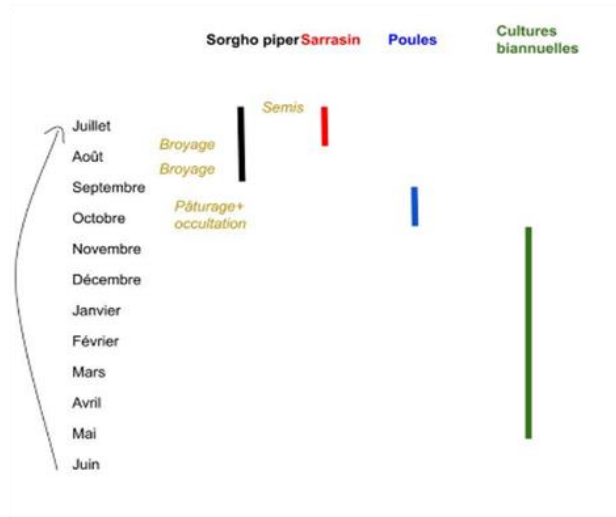 Sorgho piper Sarrasin Poules Cultures
biannuelles
Semis
Juillet
Broyage
Août
Broyage
Septembre
Pâturage+
occultation
Octobre
Novembre
Décembre
Janvier
Février
Mars
Avril
Mai
Juin